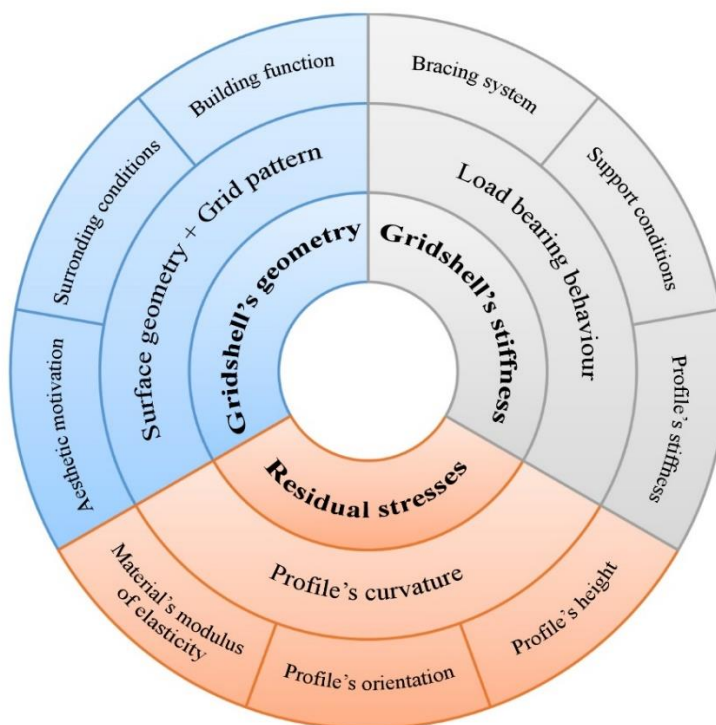 Building function
Surronding conditions
Aesthetic motivation
Surface geometry + Grid pattern
Gridshell's geometry
Bracing system
Support conditions
Profile's stiffness
Load bearing behaviour
Gridshell's stiffness
Residual stresses
Profile's curvature
Material's modulus
of elasticity
Profile's orientation
Profile's height